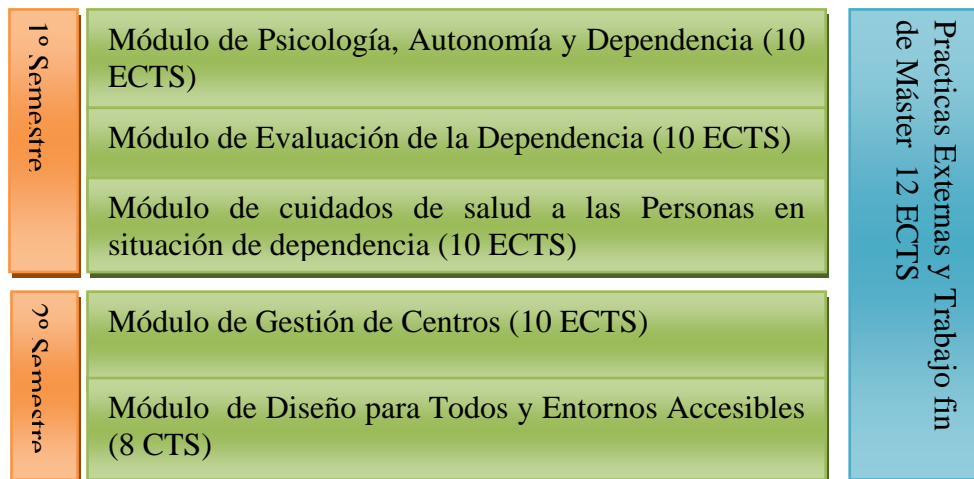 1º Semestre
Módulo de Psicología, Autonomía y Dependencia (10
ECTS)
Módulo de Evaluación de la Dependencia (10 ECTS)
Módulo de cuidados de salud a las Personas en
situación de dependencia (10 ECTS)
2º Semestre
Módulo de Gestión de Centros (10 ECTS)
Módulo de Diseño para Todos y Entornos Accesibles
(8 CTS)
Practicas Externas y Trabajo fin
de Máster 12 ECTS